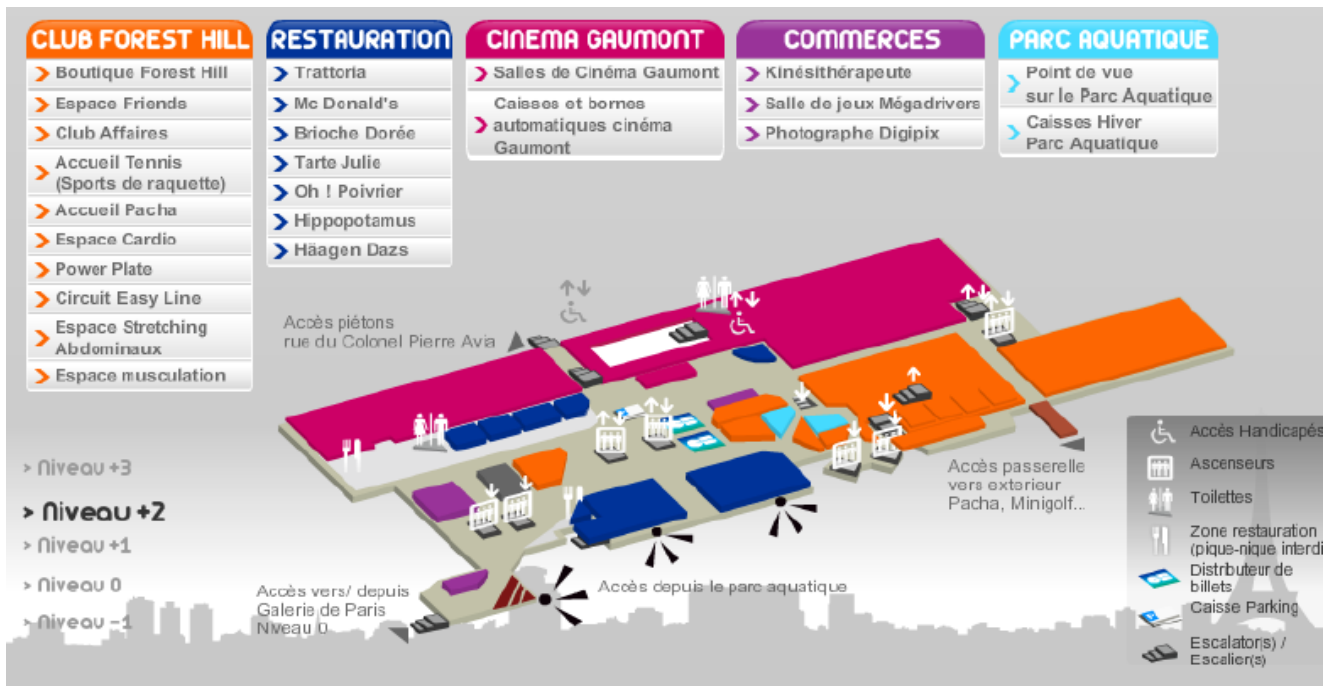 CLUB FOREST HILL
Boutique Forest Hill
Espace Friends
Club Affaires
Accueil Tennis
(Sports de raquette)
Accueil Pacha
Espace Cardio
Power Plate
Circuit Easy Line
Espace Stretching
Abdominaux
Espace musculation
RESTAURATION
Trattoria
Mc Donald's
Brioche Dorée
Tarte Julie
Oh ! Poivrier
Hippopotamus
Häagen Dazs
CINEMA GAUMONT
Salles de Cinéma Gaumont
Caisses et bornes
automatiques cinéma
Gaumont
COMMERCES
Kinésithérapeute
Salle de jeux Mégadrivers
Photographe Digipix
PARC AQUATIQUE
Point de vue
sur le Parc Aquatique
Caisses Hiver
Parc Aquatique
Accès piétons
rue du Colonel Pierre Avia
> Niveau +3
> Niveau +2
> Niveau +1
> Niveau 0
> Niveau -1
Accès passerelle
vers exterieur
Pacha, Minigolf...
Accès depuis le parc aquatique
Accès vers/ depuis
Galerie de Paris
Niveau 0
Accès Handicapés
Ascenseurs
Toilettes
Zone restauration
(pique-nique interdi
Distributeur de
billets
Caisse Parking
Escalator(s) /
Escalier(s)